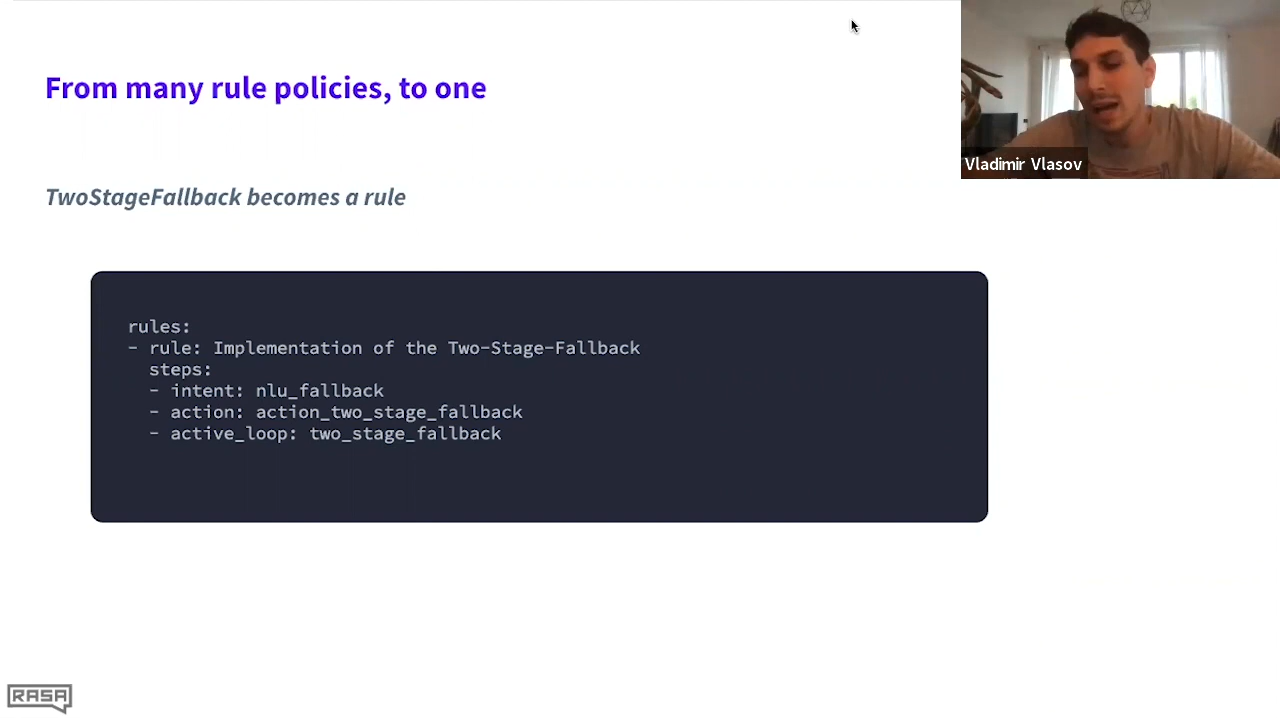 From many rule policies, to one
Vladimir Vlasov
TwoStageFallback becomes a rule
rules:
- rule: Implementation of the Two-Stage-Fallback
steps:
- intent: nlu_fallback
- action: action_two_stage_fallback
- active_loop: two_stage_fallback
RASA